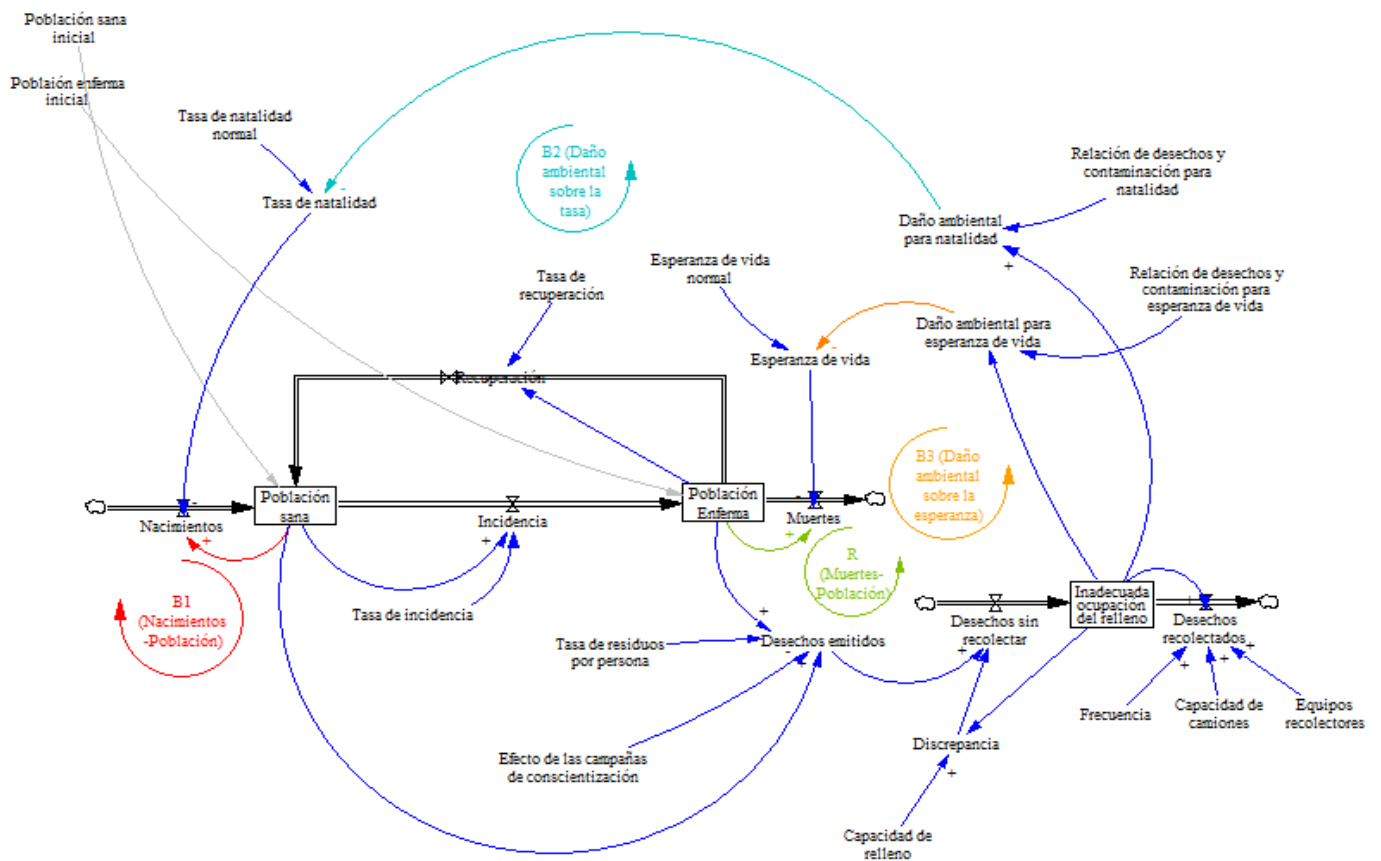 Población sana
inicial
Poblaión enferma
inicial
Tasa de natalidad
normal
Tasa de natalidad
B2 (Daño
ambiental
sobre la
tasa)
Relación de desechos y
contaminación para
natalidad
Daño ambiental
para natalidad
+
-
Tasa de
recuperación
Esperanza de vida
normal
Relación de desechos y
contaminación para
esperanza de vida
Daño ambiental para
esperanza de vida
-
Esperanza de vida
Recuperación
B3 (Daño
ambiental
sobre la
esperanza)
Población
sana
Población
Enferma
-
Nacimientos
+
Incidencia
+
-
Muertes
+
R
(Muertes-
Población)
B1
(Nacimientos
-Población)
Tasa de incidencia
Inadecuada
ocupación
del relleno
Desechos sin
recolectar
+
Desechos
recolectados
+
Tasa de residuos
por persona
+
Desechos emitidos
-
+
+
+
+
Frecuencia
Capacidad de
camiones
Equipos
recolectores
Efecto de las campañas
de conscientización
Discrepancia
+
Capacidad de
relleno